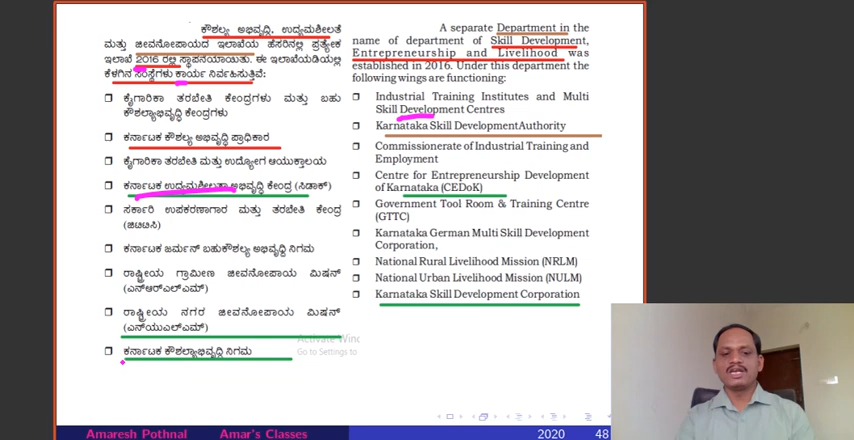 ಕೌಶಲ್ಯ ಅಭಿವೃದ್ಧಿ, ಉದ್ಯಮಶೀಲತೆ
ಮತ್ತು ಜೀವನೋಪಾಯದ ಇಲಾಖೆಯ ಹೆಸರಿನಲ್ಲಿ ಪ್ರತ್ಯೇಕ
ಇಲಾಖೆ 2016 ರಲ್ಲಿ ಸ್ಥಾಪನೆಯಾಯಿತು. ಈ ಇಲಾಖೆಯಡಿಯಲ್ಲಿ
ಕೆಳಗಿನ ಸಂಸ್ಥೆಗಳು ಕಾರ್ಯ ನಿರ್ವಹಿಸುತ್ತಿವೆ:
❒ ಕೈಗಾರಿಕಾ ತರಬೇತಿ ಕೇಂದ್ರಗಳು ಮತ್ತು ಬಹು
ಕೌಶಲ್ಯಾಭಿವೃದ್ಧಿ ಕೇಂದ್ರಗಳು
❒ ಕರ್ನಾಟಕ ಕೌಶಲ್ಯ ಅಭಿವೃದ್ಧಿ ಪ್ರಾಧಿಕಾರ
❒ ಕೈಗಾರಿಕಾ ತರಬೇತಿ ಮತ್ತು ಉದ್ಯೋಗ ಆಯುಕ್ತಾಲಯ
❒ ಕರ್ನಾಟಕ ಉದ್ಯಮಶೀಲತಾ ಅಭಿವೃದ್ಧಿ ಕೇಂದ್ರ (ಸಿಡಾಕ್)
❒ ಸರ್ಕಾರಿ ಉಪಕರಣಾಗಾರ ಮತ್ತು ತರಬೇತಿ ಕೇಂದ್ರ
(ಜಿಟಿಟಿಸಿ)
❒ ಕರ್ನಾಟಕ ಜರ್ಮನ್ ಬಹುಕೌಶಲ್ಯ ಅಭಿವೃದ್ಧಿ ನಿಗಮ
❒ ರಾಷ್ಟ್ರೀಯ ಗ್ರಾಮೀಣ ಜೀವನೋಪಾಯ ಮಿಷನ್
(ಎನ್‌ಆರ್‌ಎಲ್‌ಎಮ್)
❒ ರಾಷ್ಟ್ರೀಯ ನಗರ ಜೀವನೋಪಾಯ ಮಿಷನ್
(ಎನ್‌ಯುಎಲ್‌ಎಮ್)
❒ ಕರ್ನಾಟಕ ಕೌಶಲ್ಯಾಭಿವೃದ್ಧಿ ನಿಗಮ
A separate Department in the
name of department of Skill Development,
Entrepreneurship and Livelihood was
established in 2016. Under this department the
following wings are functioning:
❒ Industrial Training Institutes and Multi
Skill Development Centres
❒ Karnataka Skill DevelopmentAuthority
❒ Commissionerate of Industrial Training and
Employment
❒ Centre for Entrepreneurship Development
of Karnataka (CEDoK)
❒ Government Tool Room & Training Centre
(GTTC)
❒ Karnataka German Multi Skill Development
Corporation,
❒ National Rural Livelihood Mission (NRLM)
❒ National Urban Livelihood Mission (NULM)
❒ Karnataka Skill Development Corporation
Activate Winc
Go to Settings to
Amaresh Pothnal Amar's Classes 2020 48